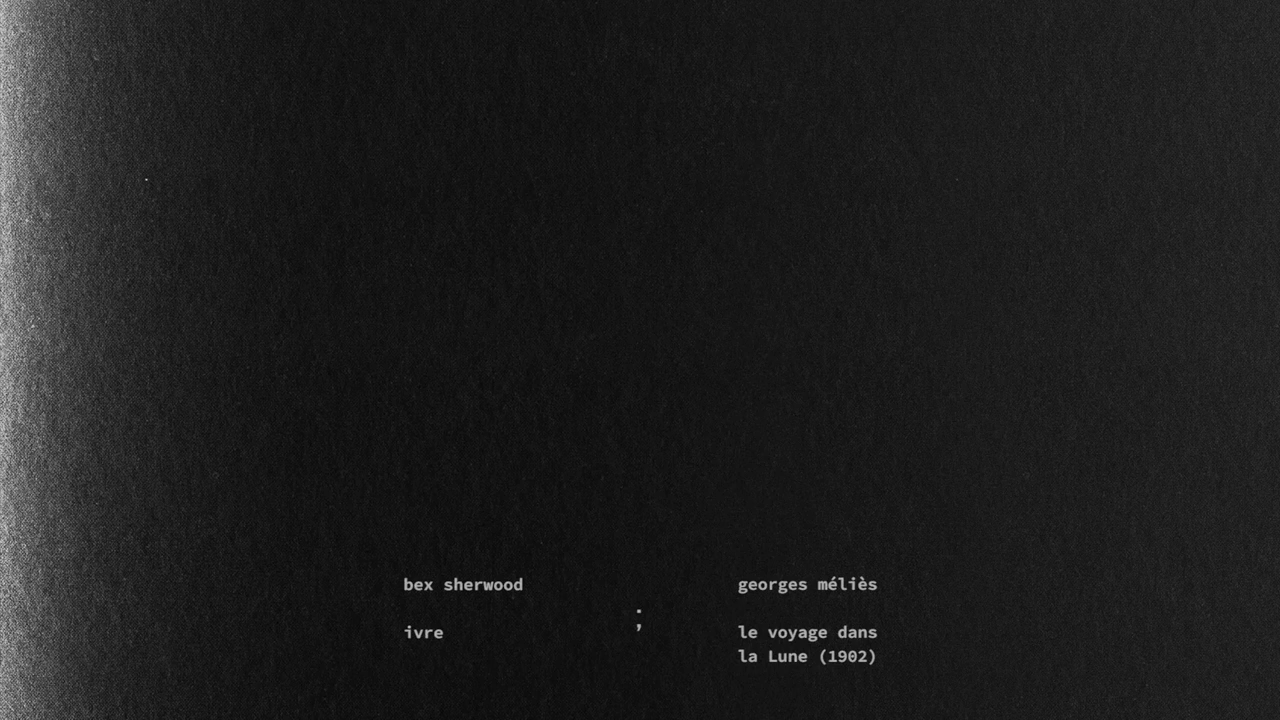 bex sherwood
ivre
;
georges méliès
le voyage dans
la Lune (1902)